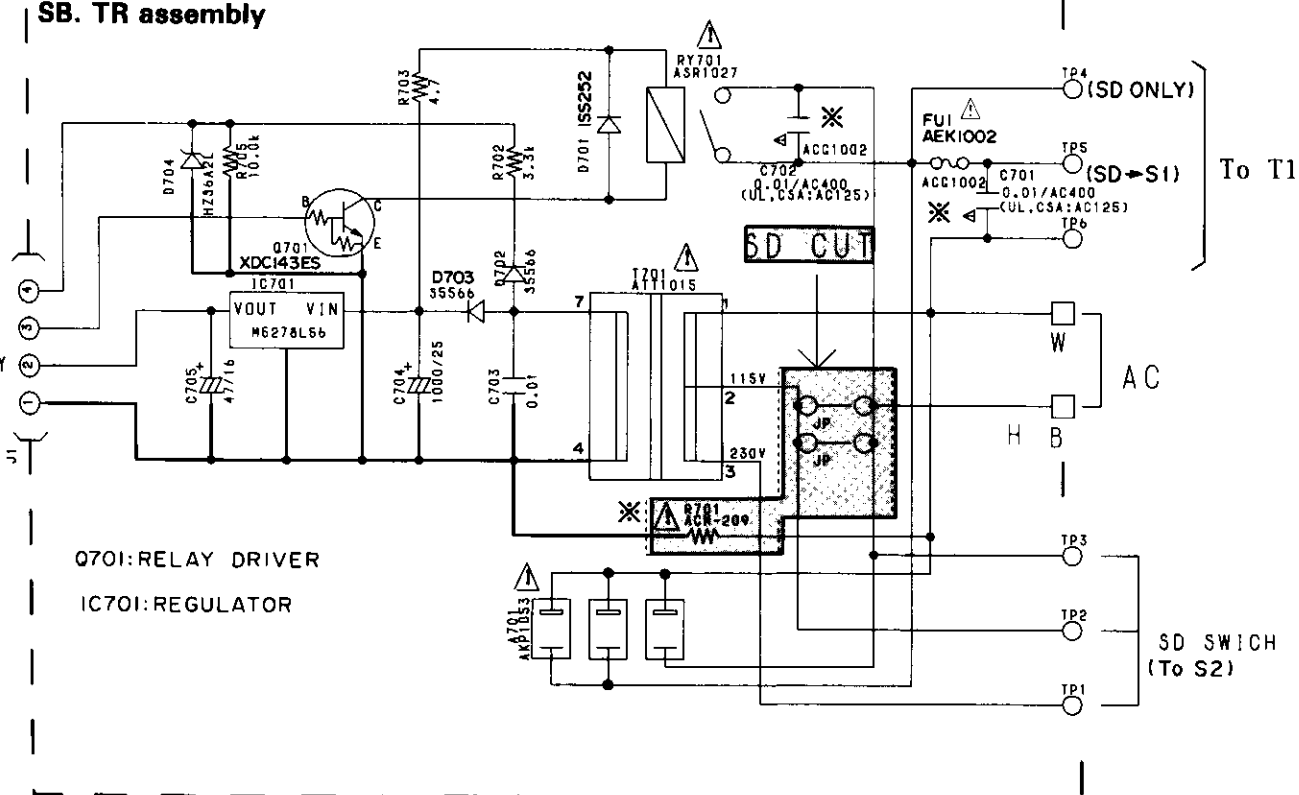 SB. TR assembly
RY701
ASR1027
TP4
(SD ONLY)
FU1
AEK1002
R703
4.7
D701 1SS252
※
ACG1002
C702
0.01/AC400
(UL,CSA:AC125)
TP5
(SD→S1)
To T1
ACG1002
C701
0.01/AC400
(UL,CSA:AC125)
※
TP6
D704
HZS6A2L
R705
10.0k
R702
3.3k
B
C
E
Q701
XDC143ES
SD CUT
4
IC701
VOUT VIN
M5278L56
D703
SS566
D702
SS566
T701
ATT1015
7
1
3
W
AC
Y
2
C705
+
47/16
C704
+
1000/25
C703
0.01
115V
2
JP
1
H B
JP
J1
4
230V
3
※
R701
ACN-209
TP3
Q701:RELAY DRIVER
IC701:REGULATOR
A701
TP2
SD SWICH
(To S2)
TP1